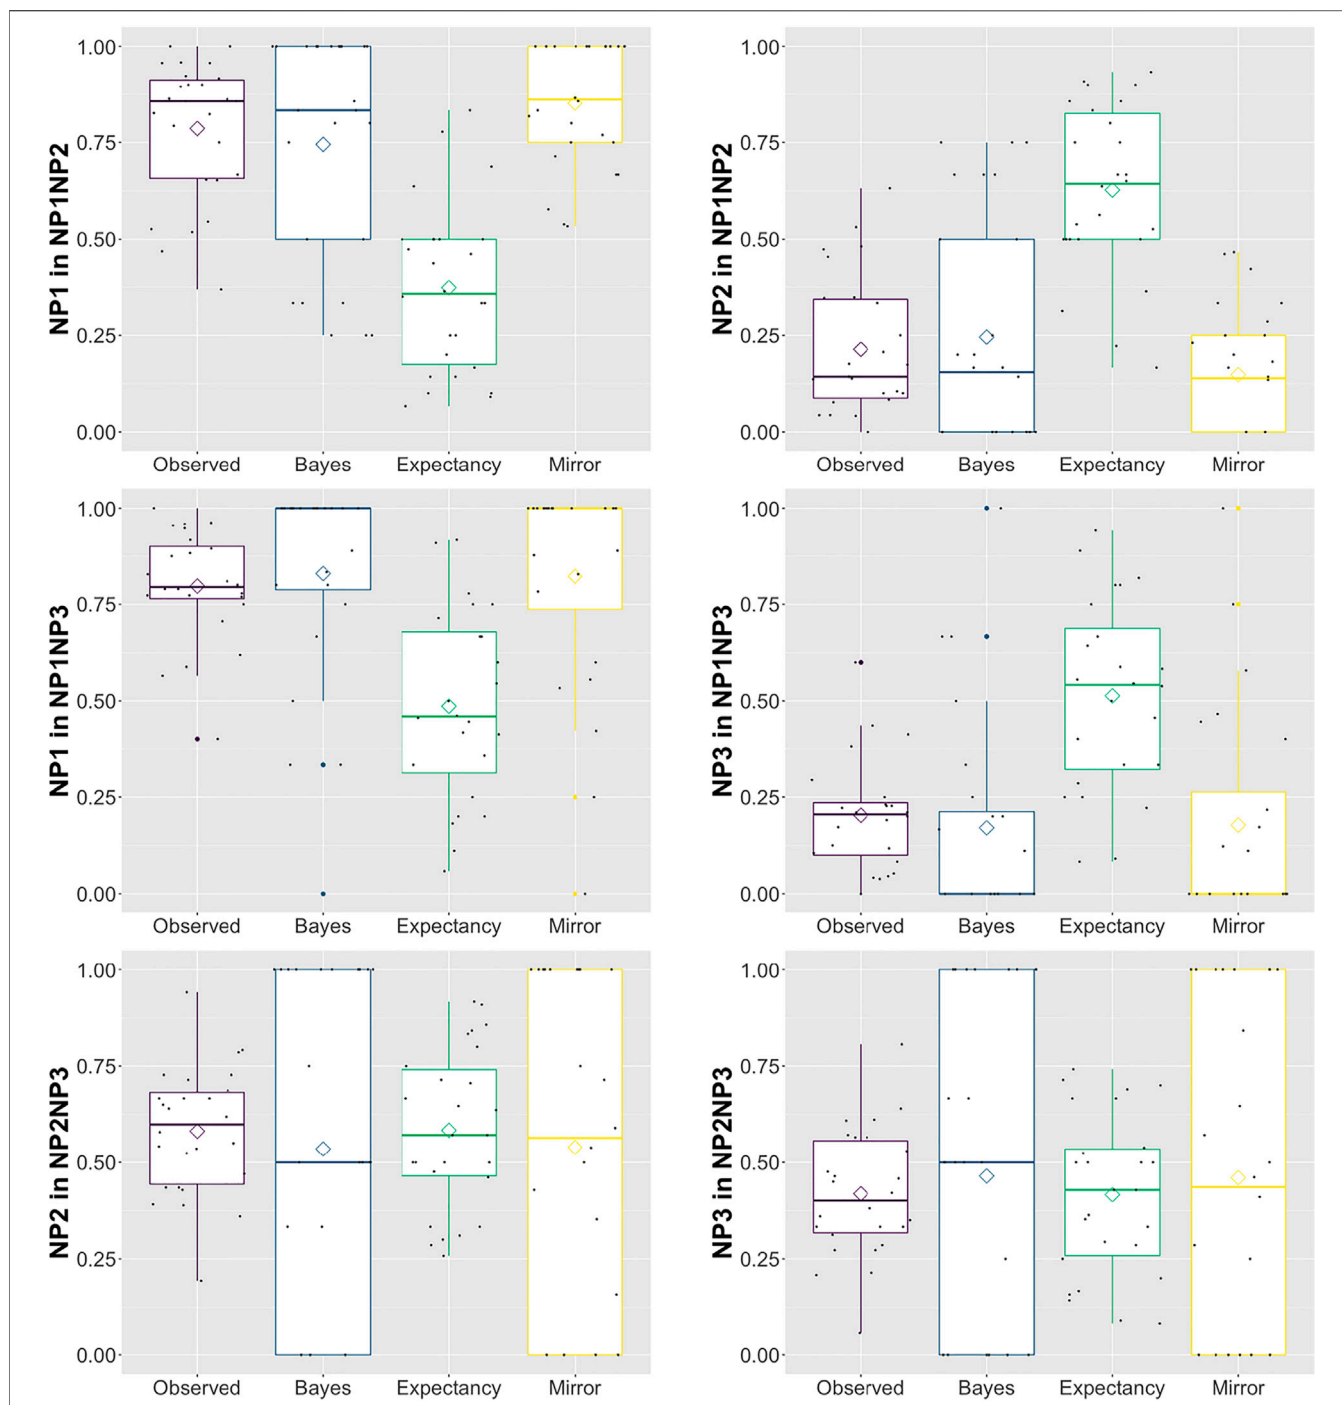 NP1 in NP1NP2
1.00
0.75
0.50
0.25
0.00
Observed Bayes Expectancy Mirror
NP2 in NP1NP2
1.00
0.75
0.50
0.25
0.00
Observed Bayes Expectancy Mirror
NP1 in NP1NP3
1.00
0.75
0.50
0.25
0.00
Observed Bayes Expectancy Mirror
NP3 in NP1NP3
1.00
0.75
0.50
0.25
0.00
Observed Bayes Expectancy Mirror
NP2 in NP2NP3
1.00
0.75
0.50
0.25
0.00
Observed Bayes Expectancy Mirror
NP3 in NP2NP3
1.00
0.75
0.50
0.25
0.00
Observed Bayes Expectancy Mirror